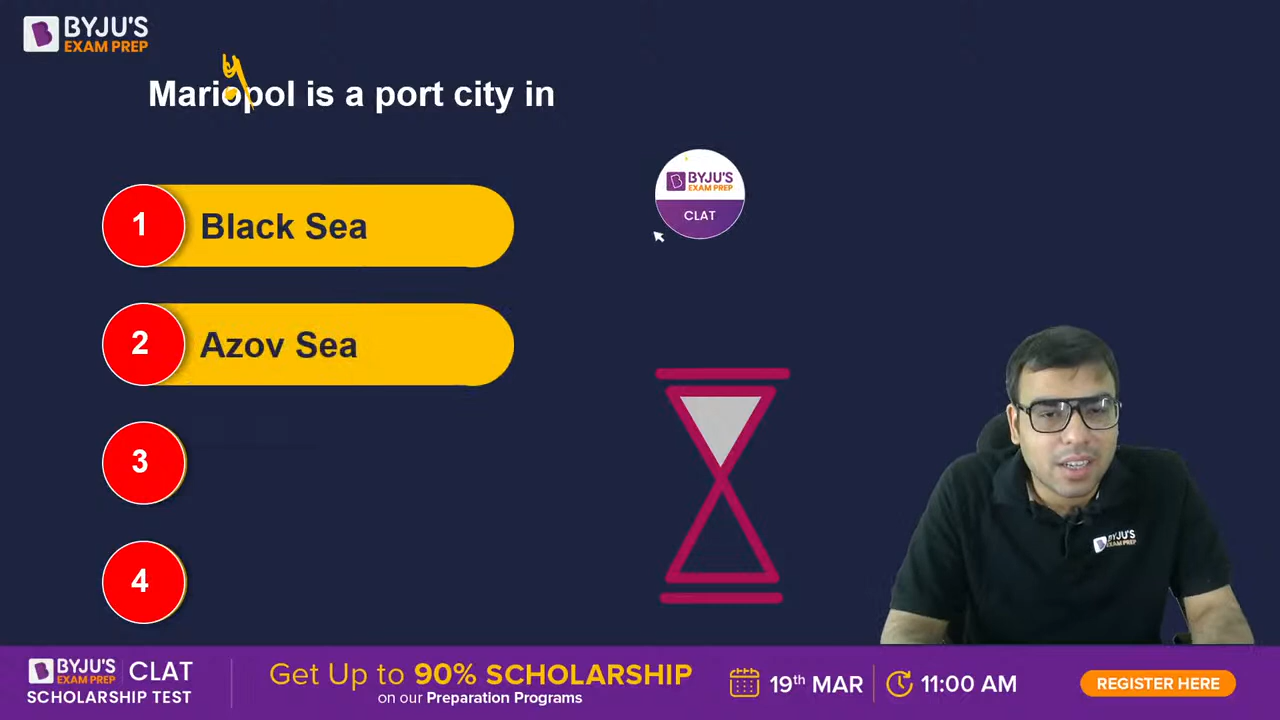 BYJU'S
EXAM PREP
y
Mariopol is a port city in
BYJU'S
EXAM PREP
CLAT
1
Black Sea
2
Azov Sea
3
4
BYJU'S
EXAM PREP
BYJU'S
EXAM PREP
CLAT
SCHOLARSHIP TEST
Get Up to 90% SCHOLARSHIP
on our Preparation Programs
19th MAR
11:00 AM
REGISTER HERE